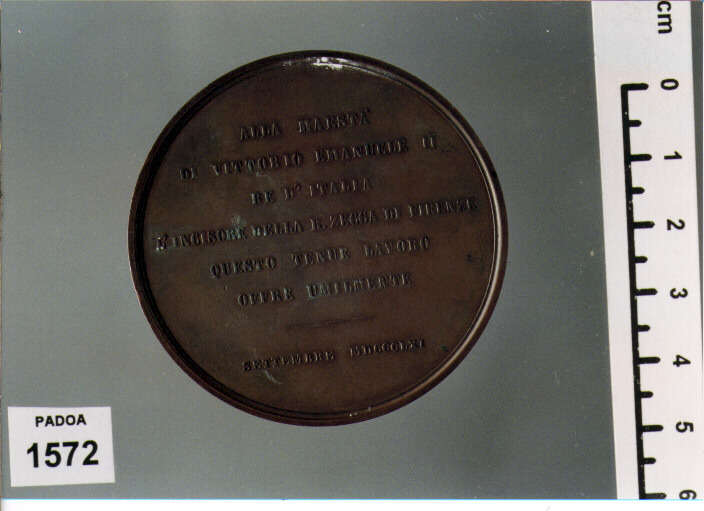 ALLA MAESTÀ
DI VITTORIO EMANUELE II
RE D'ITALIA
L'INCISORE DELLA R. ZECCA DI FIRENZE
QUESTO TENUE LAVORO
OFFRE UMILMENTE
SETTEMBRE MDCCCLXI
PADOA
1572
cm
0
1
2
3
4
5
6